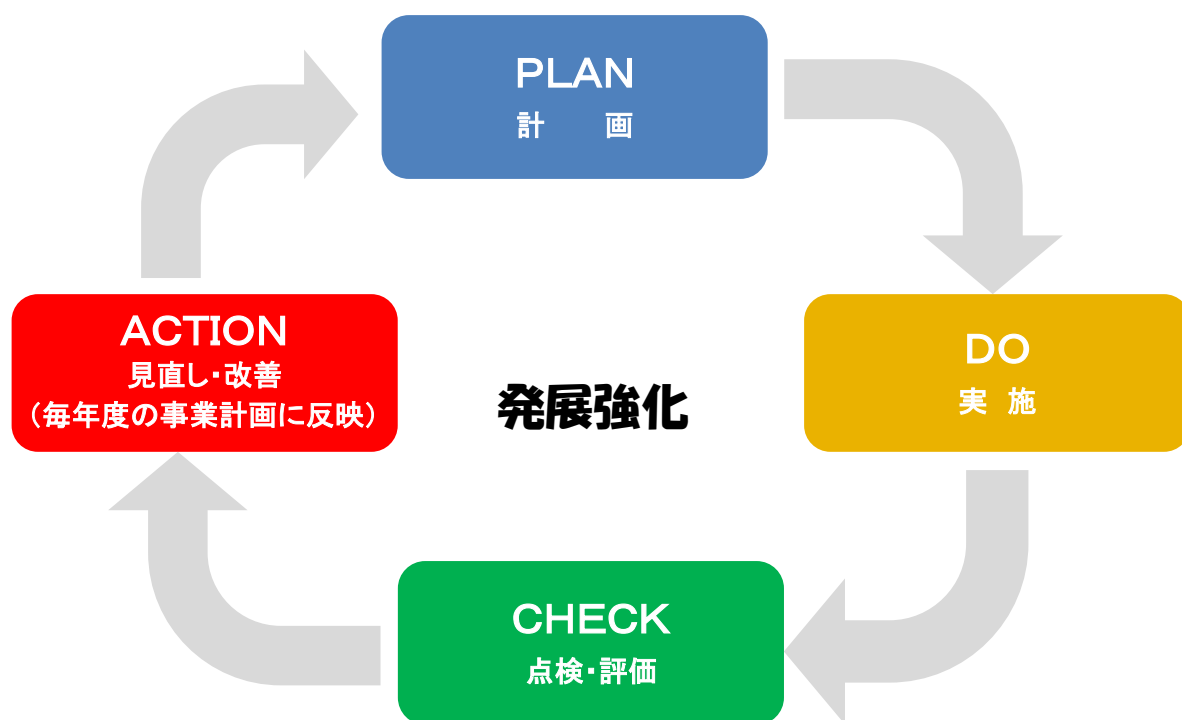 PLAN
計　　画
ACTION
見直し・改善
（毎年度の事業計画に反映）
発展強化
DO
実　施
CHECK
点検・評価